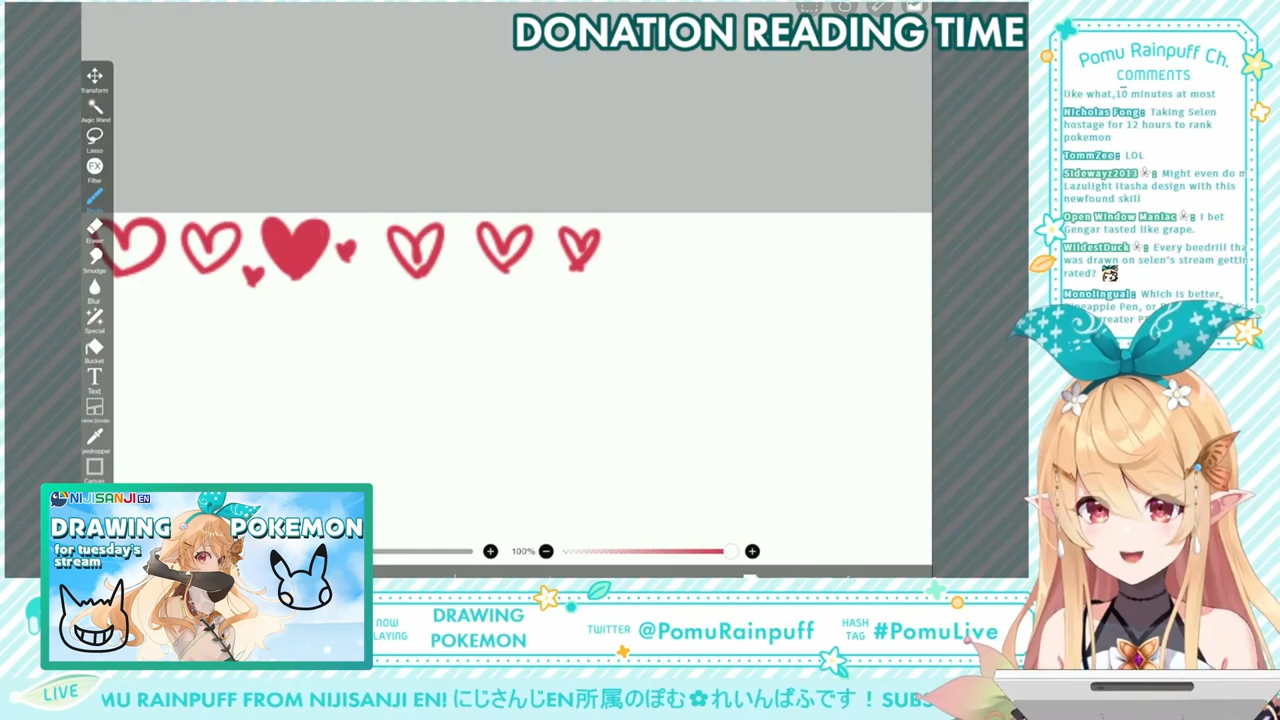 DONATION READING TIME
Transform
Magic Wand
Lasso
FX
Filter
Eraser
Smudge
Blur
Special
Bucket
T
Text
Canvas
100%
Pomu Rainpuff Ch.
COMMENTS
like what,10 minutes at most
Nicholas Fong: Taking Selen
hostage for 12 hours to rank
pokemon
TommZee: LOL
Sidewayz2013: Might even do m
Lazulight itasha design with this
newfound skill
Open Window Maniac: I bet
Gengar tasted like grape.
WildestDuck: Every beedrill tha
was drawn on selen's stream gettin
rated?
Monolingual: Which is better,
NIJISANJI EN
DRAWING POKEMON
for tuesday's
stream
NOW
LAYING
DRAWING
POKEMON
TWITTER @PomuRainpuff
HASH
TAG #PomuLive
LIVE
MU RAINPUFF FROM NIJISANJI EN! にじさんじEN所属のぽむ✿れいんぱふです！SUBS